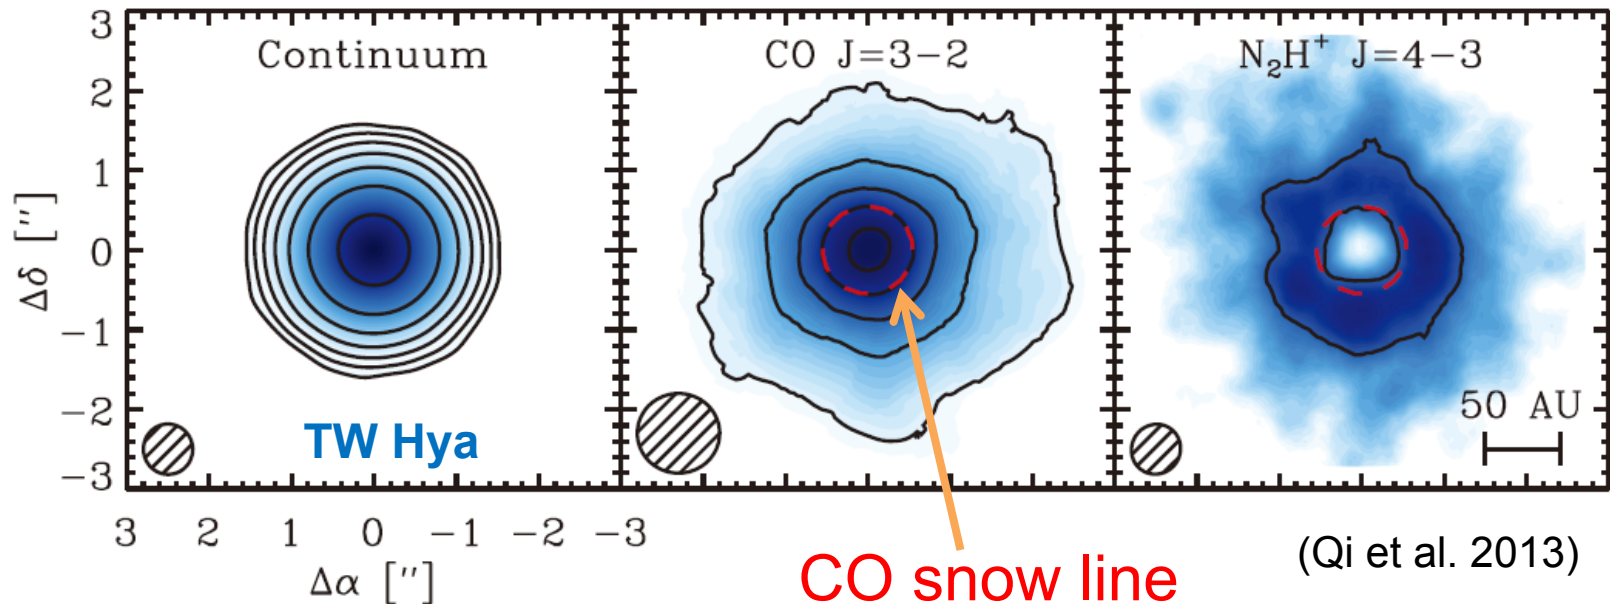 Continuum
CO J=3−2
N₂H⁺ J=4−3
3
2
1
0
−1
−2
−3
Δδ ["]
TW Hya
50 AU
3 2 1 0 −1 −2 −3
Δα ["]
CO snow line
(Qi et al. 2013)